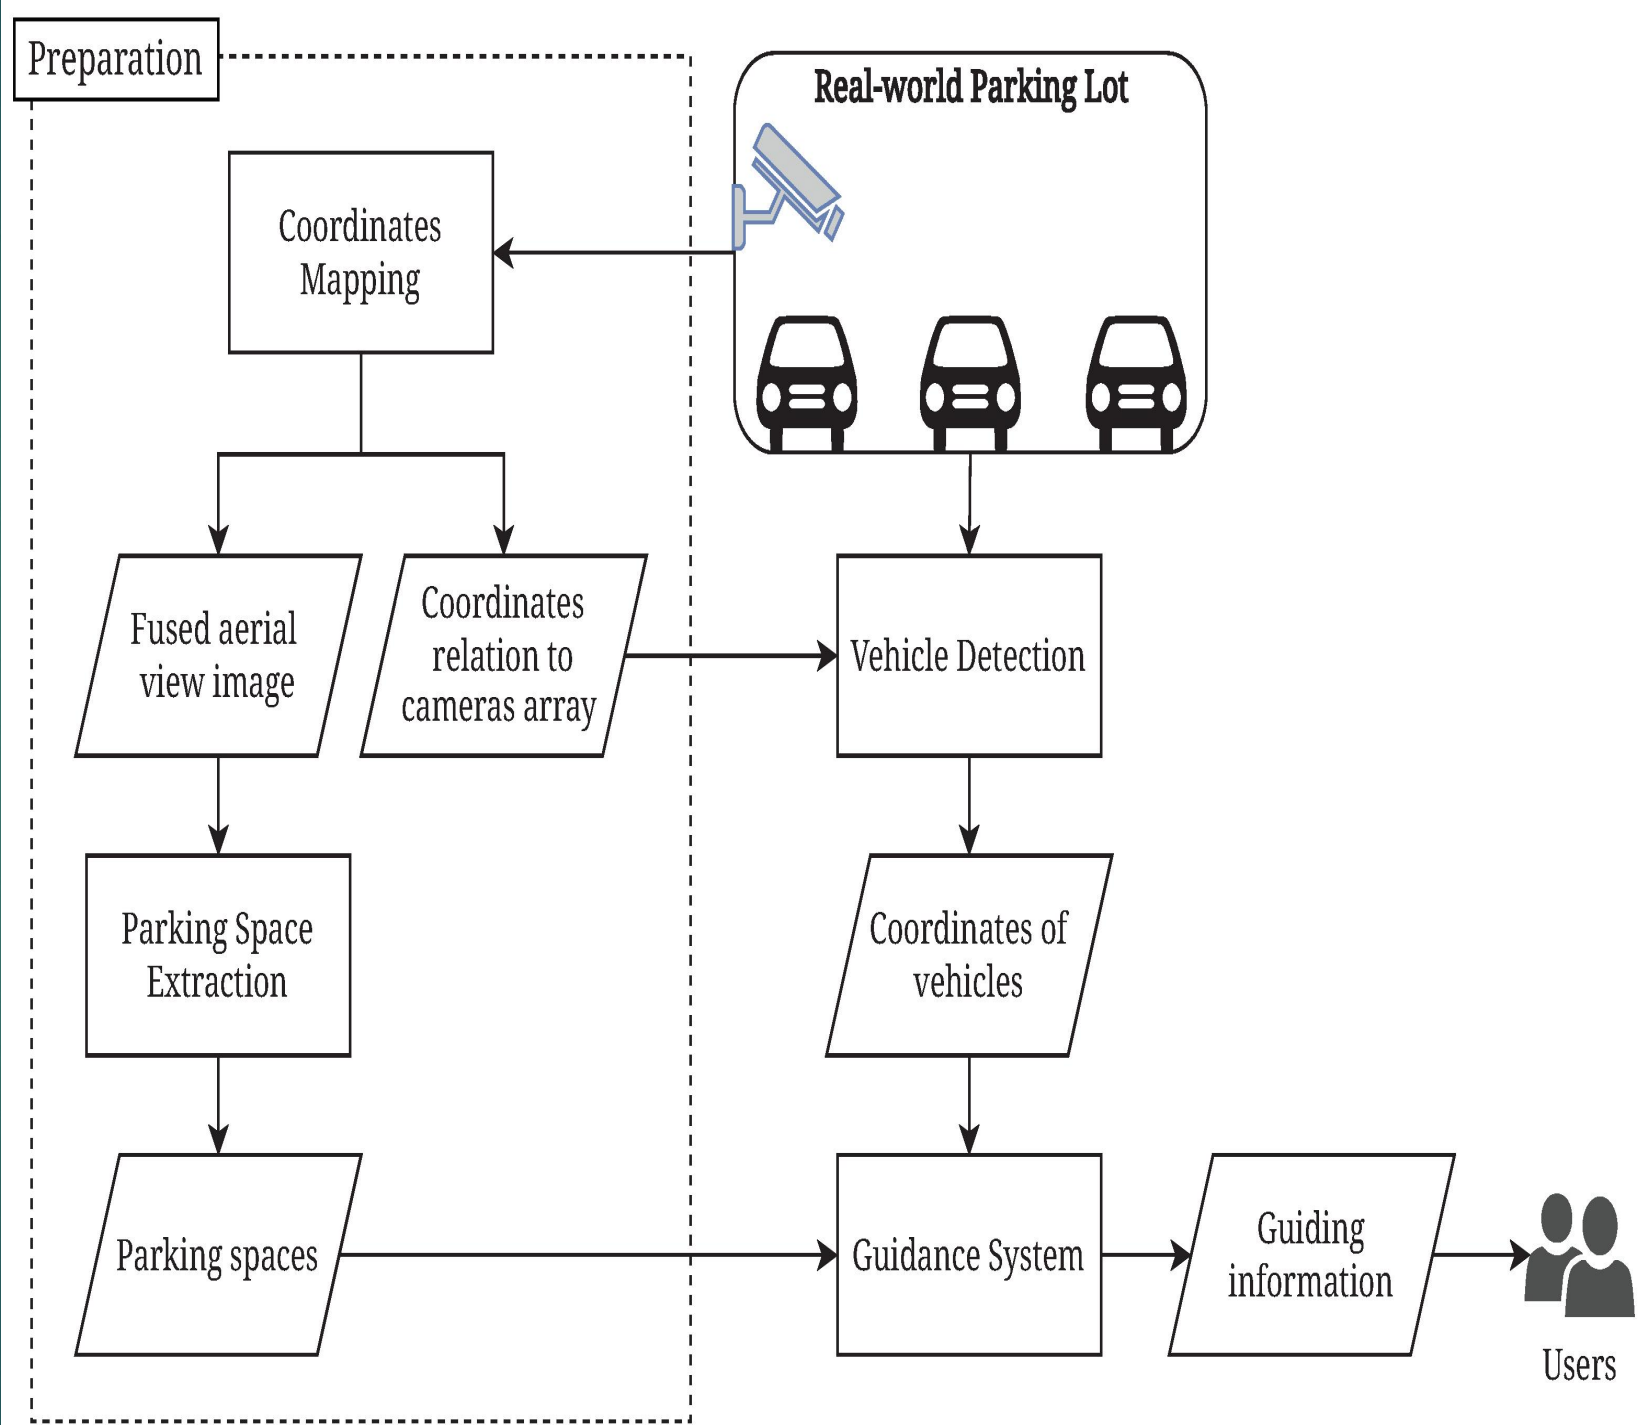 Preparation
Real-world Parking Lot
Coordinates
Mapping
Fused aerial
view image
Coordinates
relation to
cameras array
Vehicle Detection
Parking Space
Extraction
Coordinates of
vehicles
Parking spaces
Guidance System
Guiding
information
Users